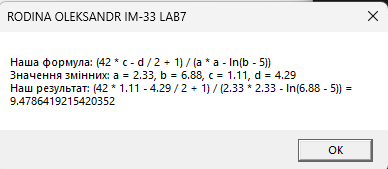 RODINA OLEKSANDR IM-33 LAB7
Наша формула: (42 * c - d / 2 + 1) / (a * a - ln(b - 5))
Значення змінних: a = 2.33, b = 6.88, c = 1.11, d = 4.29
Наш результат: (42 * 1.11 - 4.29 / 2 + 1) / (2.33 * 2.33 - ln(6.88 - 5)) =
9.4786419215420352
OK